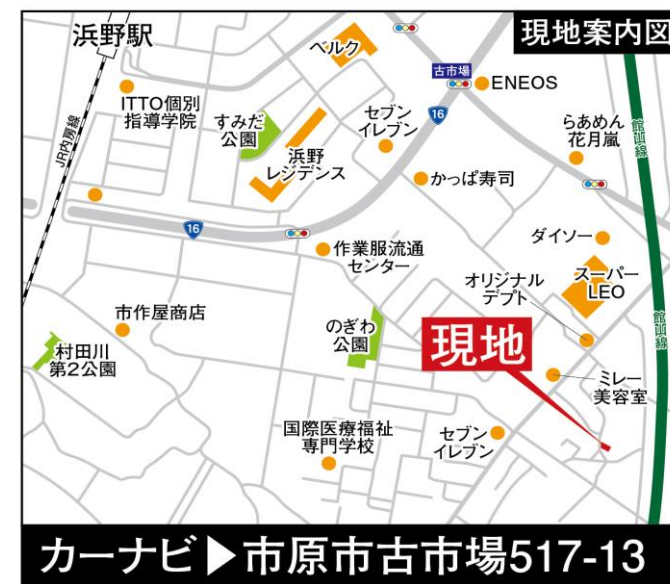 現地案内図
浜野駅
ベルク
古市場
ENEOS
ITTO個別
指導学院
すみだ
公園
セブン
イレブン
16
らあめん
花月嵐
館山線
JR内房線
浜野
レジデンス
かっぱ寿司
16
作業服流通
センター
ダイソー
オリジナル
デプト
スーパー
LEO
館山線
市作屋商店
のぎわ
公園
現地
村田川
第2公園
ミレー
美容室
国際医療福祉
専門学校
セブン
イレブン
カーナビ▶市原市古市場517-13